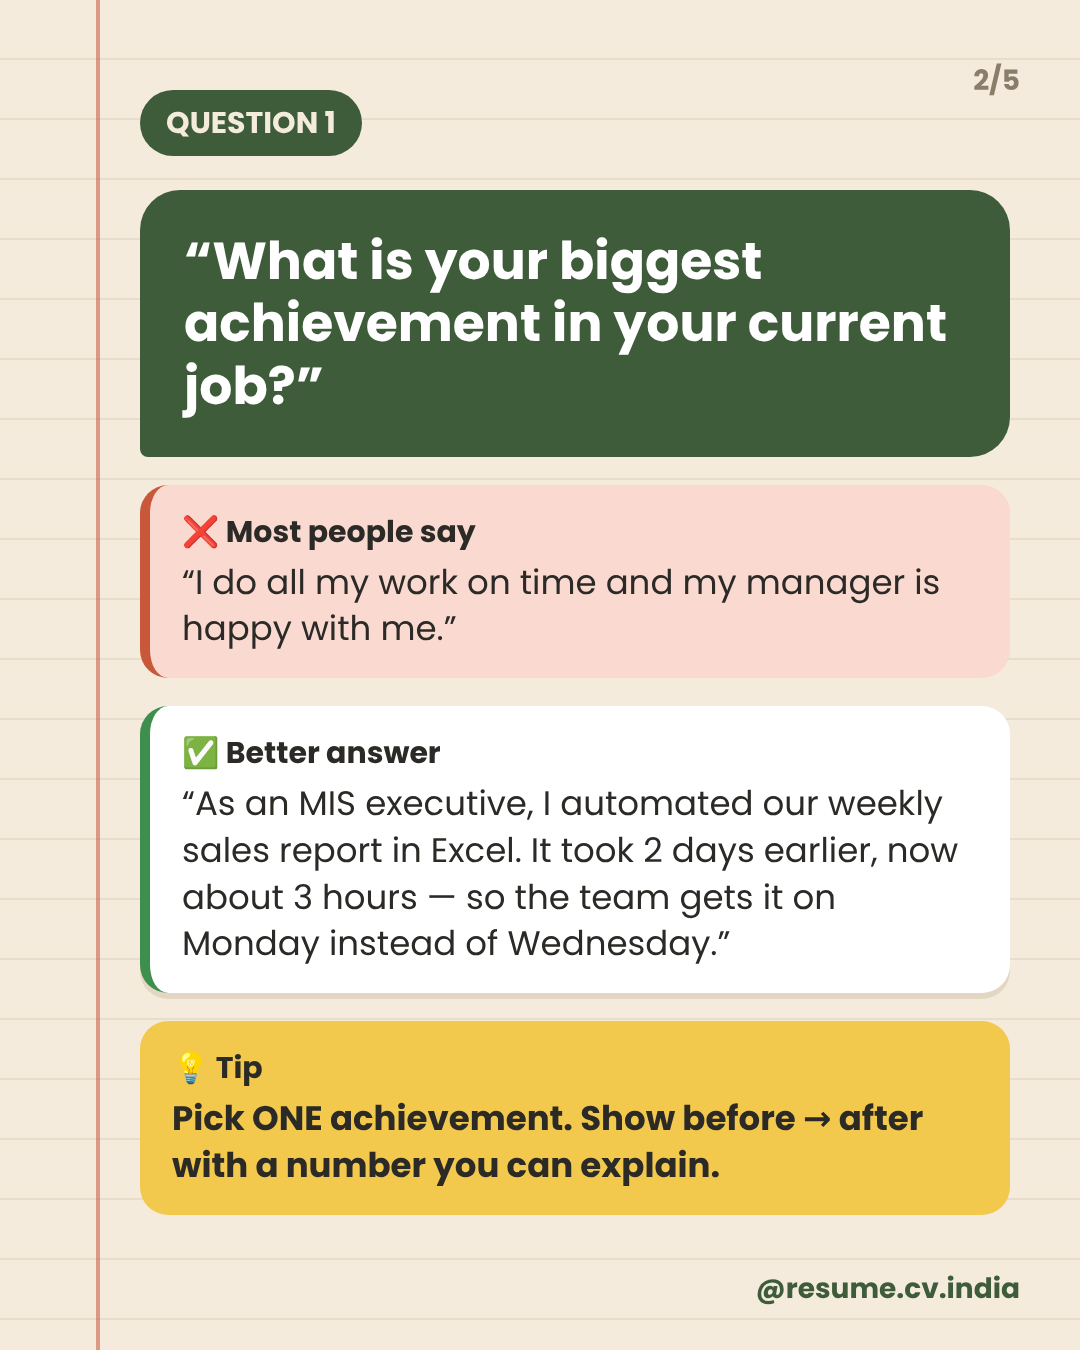 2/5
QUESTION 1
“What is your biggest
achievement in your current
job?”
❌ Most people say
“I do all my work on time and my manager is
happy with me.”
✅ Better answer
“As an MIS executive, I automated our weekly
sales report in Excel. It took 2 days earlier, now
about 3 hours — so the team gets it on
Monday instead of Wednesday.”
💡 Tip
Pick ONE achievement. Show before → after
with a number you can explain.
@resume.cv.india